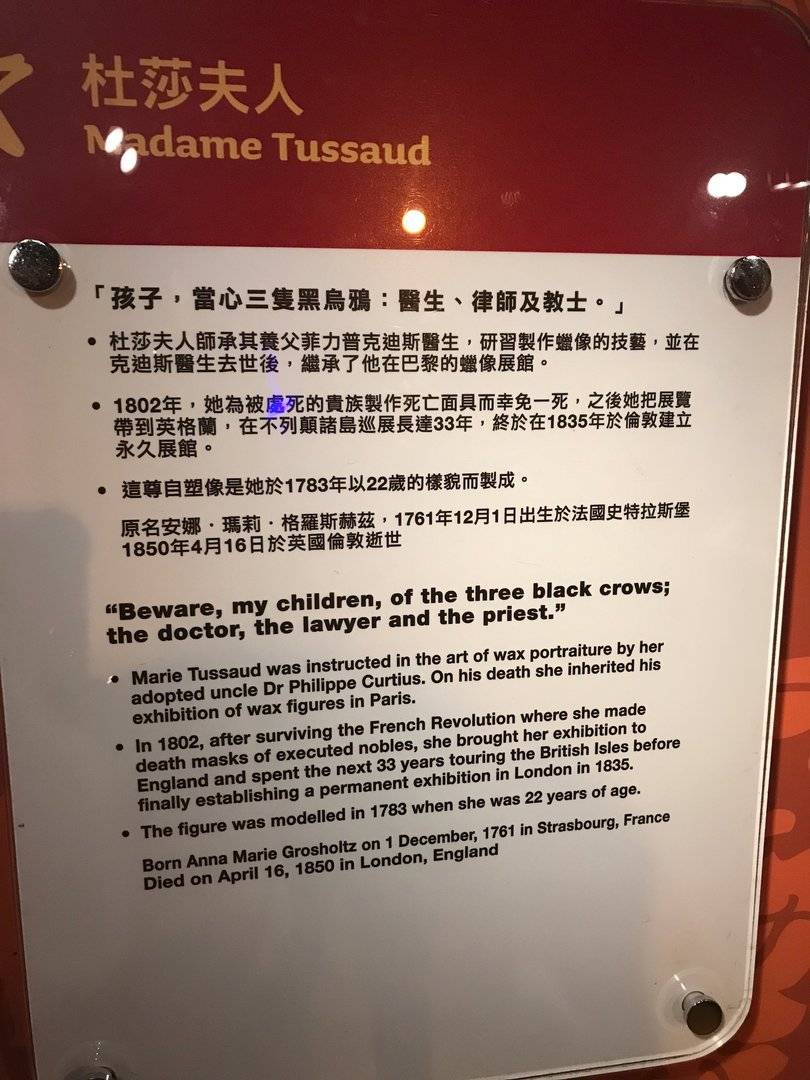 杜莎夫人
Madame Tussaud
「孩子，當心三隻黑烏鴉：醫生、律師及教士。」
• 杜莎夫人師承其養父菲力普克迪斯醫生，研習製作蠟像的技藝，並在
克迪斯醫生去世後，繼承了他在巴黎的蠟像展館。
• 1802年，她為被處死的貴族製作死亡面具而幸免一死，之後她把展覽
帶到英格蘭，在不列顛諸島巡展長達33年，終於在1835年於倫敦建立
永久展館。
• 這尊自塑像是她於1783年以22歲的樣貌而製成。
原名安娜．瑪莉．格羅斯赫茲，1761年12月1日出生於法國史特拉斯堡
1850年4月16日於英國倫敦逝世
“Beware, my children, of the three black crows;
the doctor, the lawyer and the priest.”
• Marie Tussaud was instructed in the art of wax portraiture by her
adopted uncle Dr Philippe Curtius. On his death she inherited his
exhibition of wax figures in Paris.
• In 1802, after surviving the French Revolution where she made
death masks of executed nobles, she brought her exhibition to
England and spent the next 33 years touring the British Isles before
finally establishing a permanent exhibition in London in 1835.
• The figure was modelled in 1783 when she was 22 years of age.
Born Anna Marie Grosholtz on 1 December, 1761 in Strasbourg, France
Died on April 16, 1850 in London, England